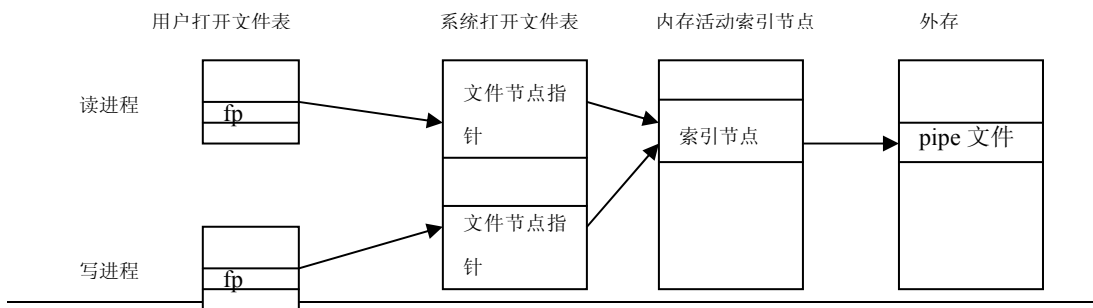 用户打开文件表 系统打开文件表 内存活动索引节点 外存
读进程
fp
文件节点指
针
索引节点
pipe 文件
文件节点指
针
写进程
fp